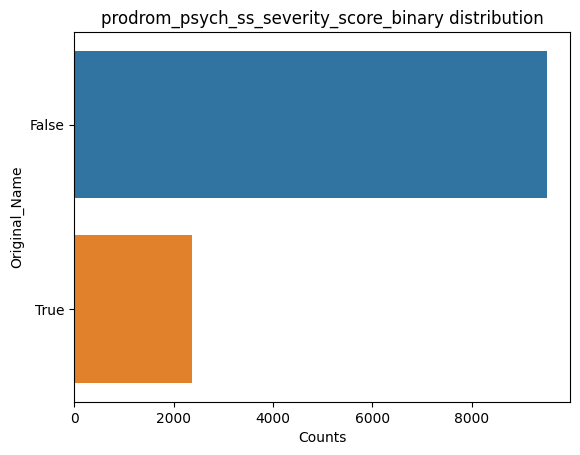 prodrom_psych_ss_severity_score_binary distribution
Original_Name
False
True
0 2000 4000 6000 8000
Counts